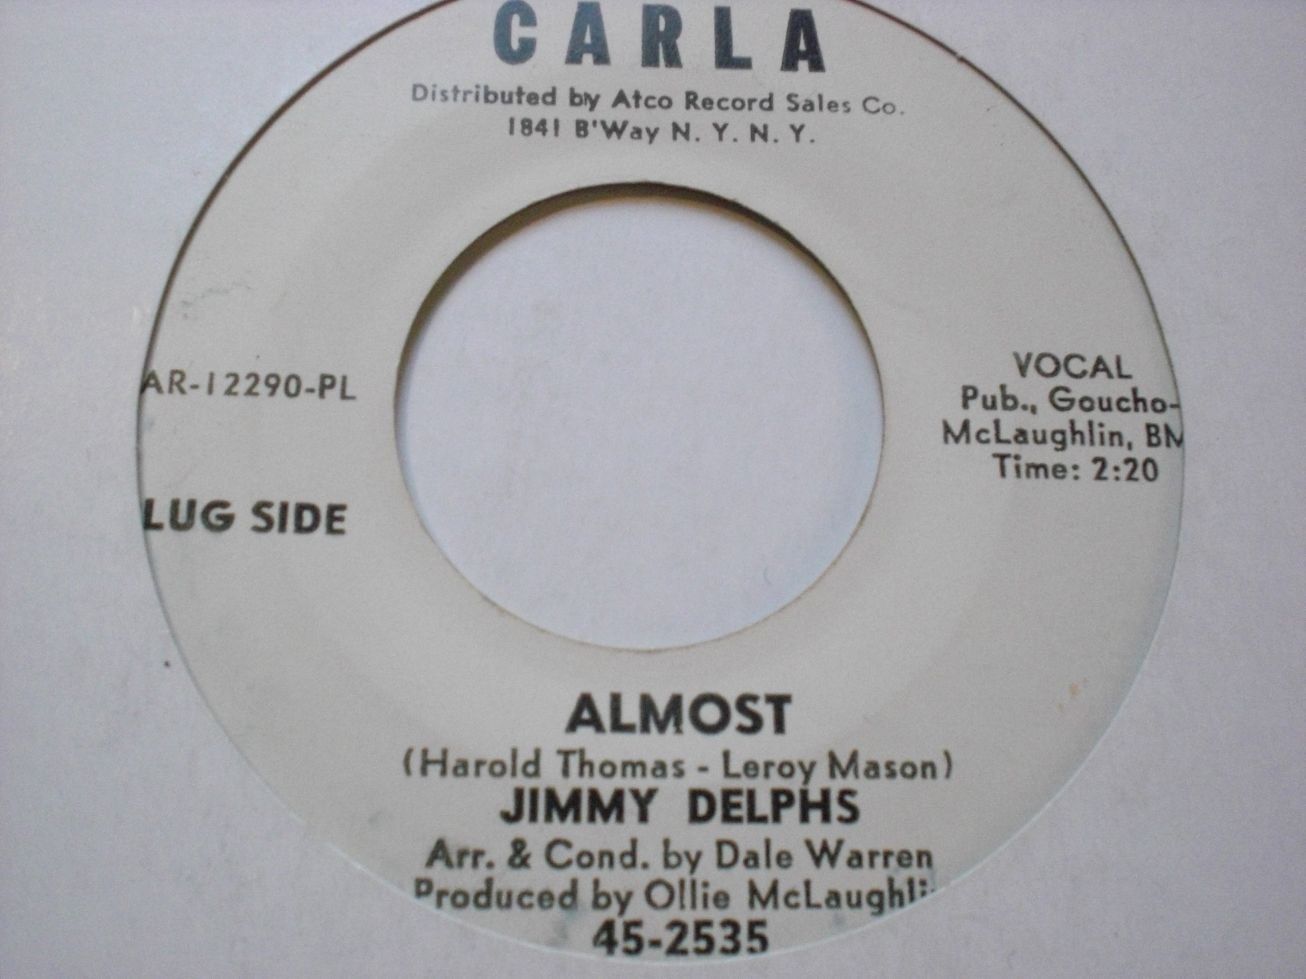 CARLA
Distributed by Atco Record Sales Co.
1841 B'Way N. Y. N. Y.
AR-12290-PL
LUG SIDE
VOCAL
Pub., Goucho-
McLaughlin, BM
Time: 2:20
ALMOST
(Harold Thomas - Leroy Mason)
JIMMY DELPHS
Arr. & Cond. by Dale Warren
Produced by Ollie McLaughli
45-2535